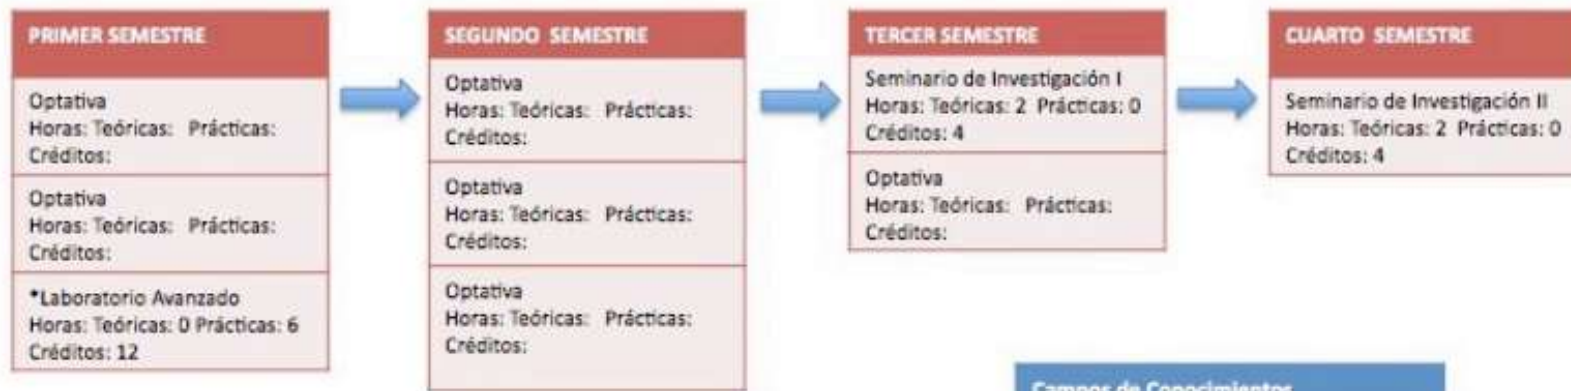 PRIMER SEMESTRE
Optativa
Horas: Teóricas: Prácticas:
Créditos:
Optativa
Horas: Teóricas: Prácticas:
Créditos:
*Laboratorio Avanzado
Horas: Teóricas: 0 Prácticas: 6
Créditos: 12
SEGUNDO SEMESTRE
Optativa
Horas: Teóricas: Prácticas:
Créditos:
Optativa
Horas: Teóricas: Prácticas:
Créditos:
Optativa
Horas: Teóricas: Prácticas:
Créditos:
TERCER SEMESTRE
Seminario de Investigación I
Horas: Teóricas: 2 Prácticas: 0
Créditos: 4
Optativa
Horas: Teóricas: Prácticas:
Créditos:
CUARTO SEMESTRE
Seminario de Investigación II
Horas: Teóricas: 2 Prácticas: 0
Créditos: 4
Campos de Conocimientos